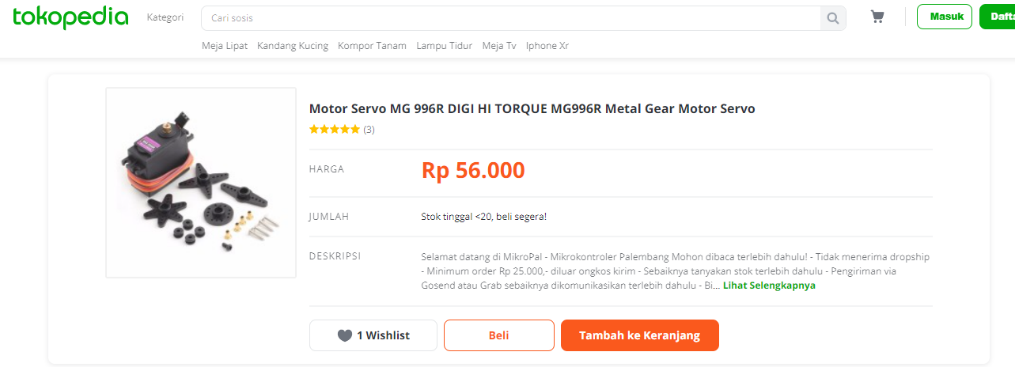 tokopedia
Kategori
Cari sosis
Masuk
Dafta
Meja Lipat Kandang Kucing Kompor Tanam Lampu Tidur Meja Tv Iphone Xr
Motor Servo MG 996R DIGI HI TORQUE MG996R Metal Gear Motor Servo
(3)
HARGA
Rp 56.000
JUMLAH
Stok tinggal <20, beli segera!
DESKRIPSI
Selamat datang di MikroPal - Mikrokontroler Palembang Mohon dibaca terlebih dahulu! - Tidak menerima dropship
- Minimum order Rp 25.000,- diluar ongkos kirim - Sebaiknya tanyakan stok terlebih dahulu - Pengiriman via
Gosend atau Grab sebaiknya dikomunikasikan terlebih dahulu - Bi... Lihat Selengkapnya
1 Wishlist
Beli
Tambah ke Keranjang